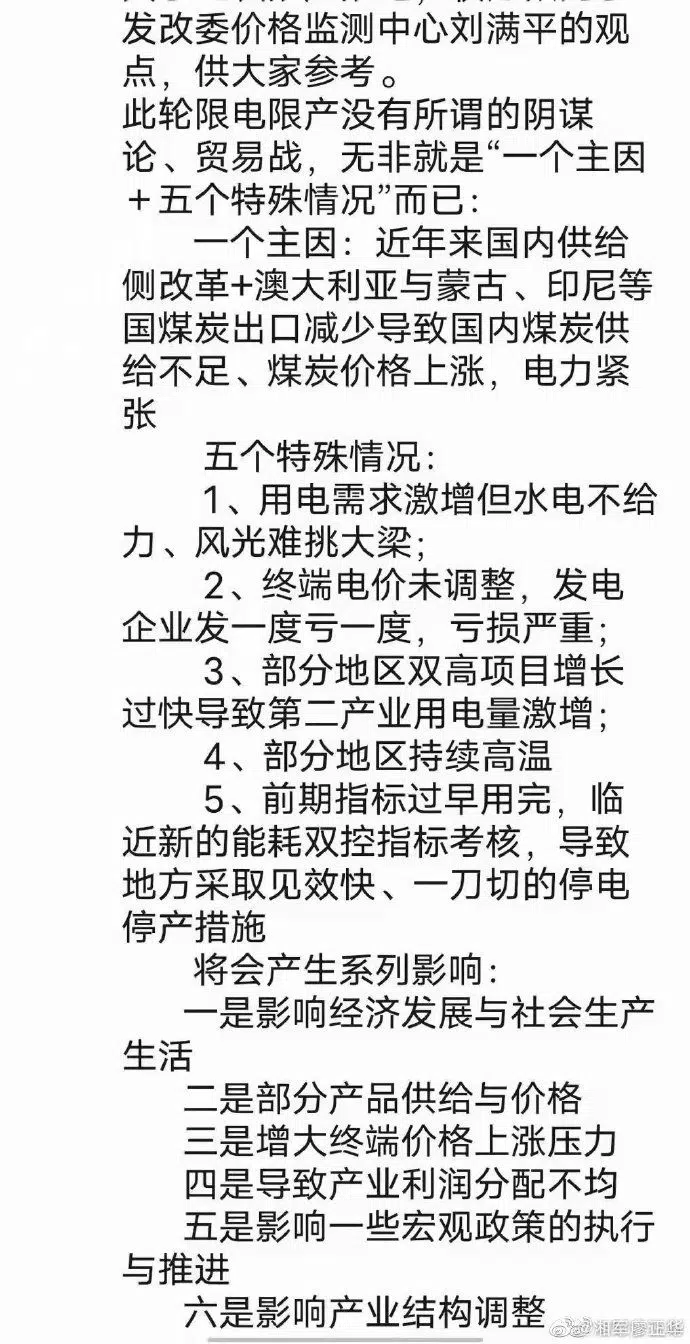 发改委价格监测中心刘满平的观
点，供大家参考。
此轮限电限产没有所谓的阴谋
论、贸易战，无非就是“一个主因
＋五个特殊情况”而已：
一个主因：近年来国内供给
侧改革+澳大利亚与蒙古、印尼等
国煤炭出口减少导致国内煤炭供
给不足、煤炭价格上涨，电力紧
张
五个特殊情况：
1、用电需求激增但水电不给
力、风光难挑大梁；
2、终端电价未调整，发电
企业发一度亏一度，亏损严重；
3、部分地区双高项目增长
过快导致第二产业用电量激增；
4、部分地区持续高温
5、前期指标过早用完，临
近新的能耗双控指标考核，导致
地方采取见效快、一刀切的停电
停产措施
将会产生系列影响：
一是影响经济发展与社会生产
生活
二是部分产品供给与价格
三是增大终端价格上涨压力
四是导致产业利润分配不均
五是影响一些宏观政策的执行
与推进
六是影响产业结构调整
@湘军廖正华